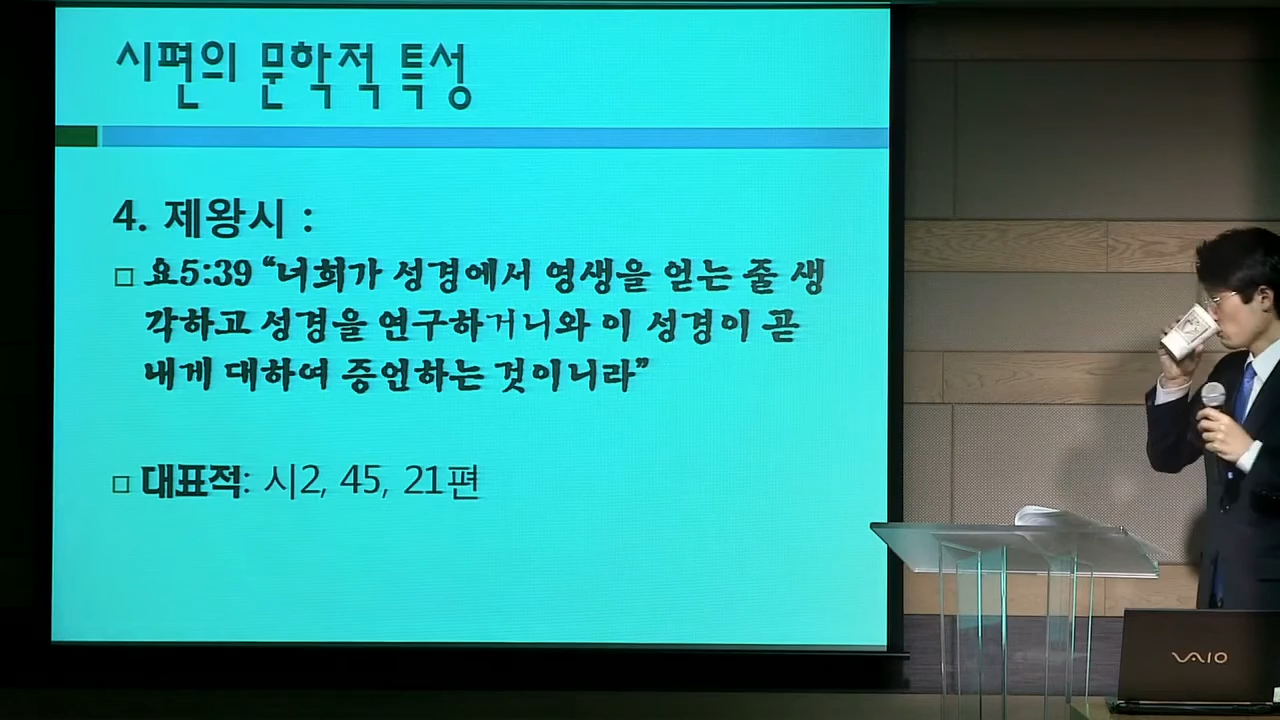 시편의 문학적 특성
4. 제왕시 :
□ 요5:39 “너희가 성경에서 영생을 얻는 줄 생
각하고 성경을 연구하거니와 이 성경이 곧
내게 대하여 증언하는 것이니라”
□ 대표적: 시2, 45, 21편
VAIO